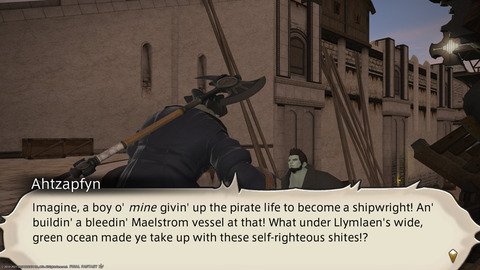 Ahtzapfyn
Imagine, a boy o' mine givin' up the pirate life to become a shipwright! An'
buildin' a bleedin' Maelstrom vessel at that! What under Llymlaen's wide,
green ocean made ye take up with these self-righteous shites!?